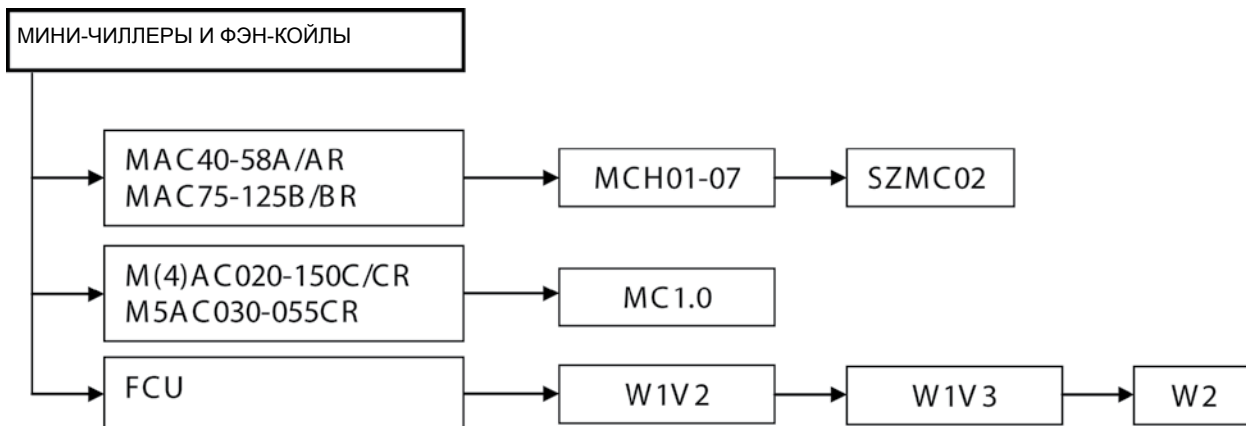 МИНИ-ЧИЛЛЕРЫ И ФЭН-КОЙЛЫ
MAC40-58A/AR
MAC75-125B/BR
MCH01-07
SZMC02
M(4)AC020-150C/CR
M5AC030-055CR
MC1.0
FCU
W1V2
W1V3
W2